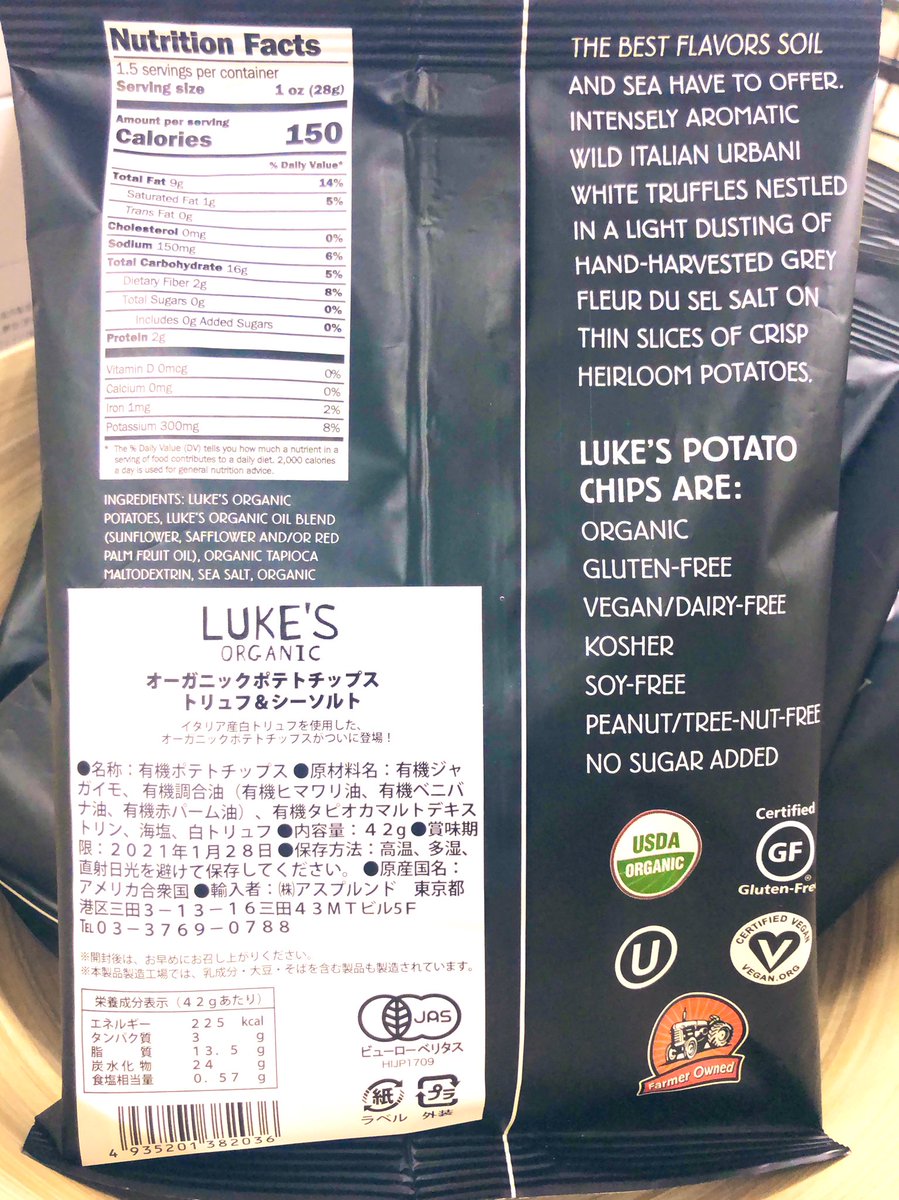 Nutrition Facts
1.5 servings per container
Serving size 1 oz (28g)
Amount per serving
Calories 150
% Daily Value*
Total Fat 9g 14%
Saturated Fat 1g 5%
Trans Fat 0g
Cholesterol 0mg 0%
Sodium 150mg 6%
Total Carbohydrate 16g 5%
Dietary Fiber 2g 8%
Total Sugars 0g 0%
Includes 0g Added Sugars 0%
Protein 2g
Vitamin D 0mcg 0%
Calcium 0mg 0%
Iron 1mg 2%
Potassium 300mg 8%
* The % Daily Value (DV) tells you how much a nutrient in a
serving of food contributes to a daily diet. 2,000 calories
a day is used for general nutrition advice.
INGREDIENTS: LUKE'S ORGANIC
POTATOES, LUKE'S ORGANIC OIL BLEND
(SUNFLOWER, SAFFLOWER AND/OR RED
PALM FRUIT OIL), ORGANIC TAPIOCA
MALTODEXTRIN, SEA SALT, ORGANIC
LUKE'S
ORGANIC
オーガニックポテトチップス
トリュフ&シーソルト
イタリア産白トリュフを使用した、
オーガニックポテトチップスがついに登場！
●名称：有機ポテトチップス ●原材料名：有機ジャ
ガイモ、有機調合油（有機ヒマワリ油、有機ベニバ
ナ油、有機赤パーム油）、有機タピオカマルトデキス
トリン、海塩、白トリュフ ●内容量：42g ●賞味期
限：2021年1月28日 ●保存方法：高温、多湿、
直射日光を避けて保存してください。 ●原産国名：
アメリカ合衆国 ●輸入者：㈱アスプルンド 東京都
港区三田3－13－16三田43MTビル5F
℡03－3769－0788
※開封後は、お早めにお召し上がりください。
※本製品製造工場では、乳成分・大豆・そばを含む製品も製造されています。
栄養成分表示（42gあたり）
エネルギー 225 kcal
タンパク質 3 g
脂質 13.5 g
炭水化物 24 g
食塩相当量 0.57 g
JAS
ビューローベリタス
HIJP1709
紙
ラベル
プラ
外装
4 935201 382036
THE BEST FLAVORS SOIL
AND SEA HAVE TO OFFER.
INTENSELY AROMATIC
WILD ITALIAN URBANI
WHITE TRUFFLES NESTLED
IN A LIGHT DUSTING OF
HAND-HARVESTED GREY
FLEUR DU SEL SALT ON
THIN SLICES OF CRISP
HEIRLOOM POTATOES.
LUKE'S POTATO
CHIPS ARE:
ORGANIC
GLUTEN-FREE
VEGAN/DAIRY-FREE
KOSHER
SOY-FREE
PEANUT/TREE-NUT-FREE
NO SUGAR ADDED
USDA
ORGANIC
Certified
GF
®
Gluten-Fre
U
CERTIFIED VEGAN
V
VEGAN.ORG
Farmer Owned